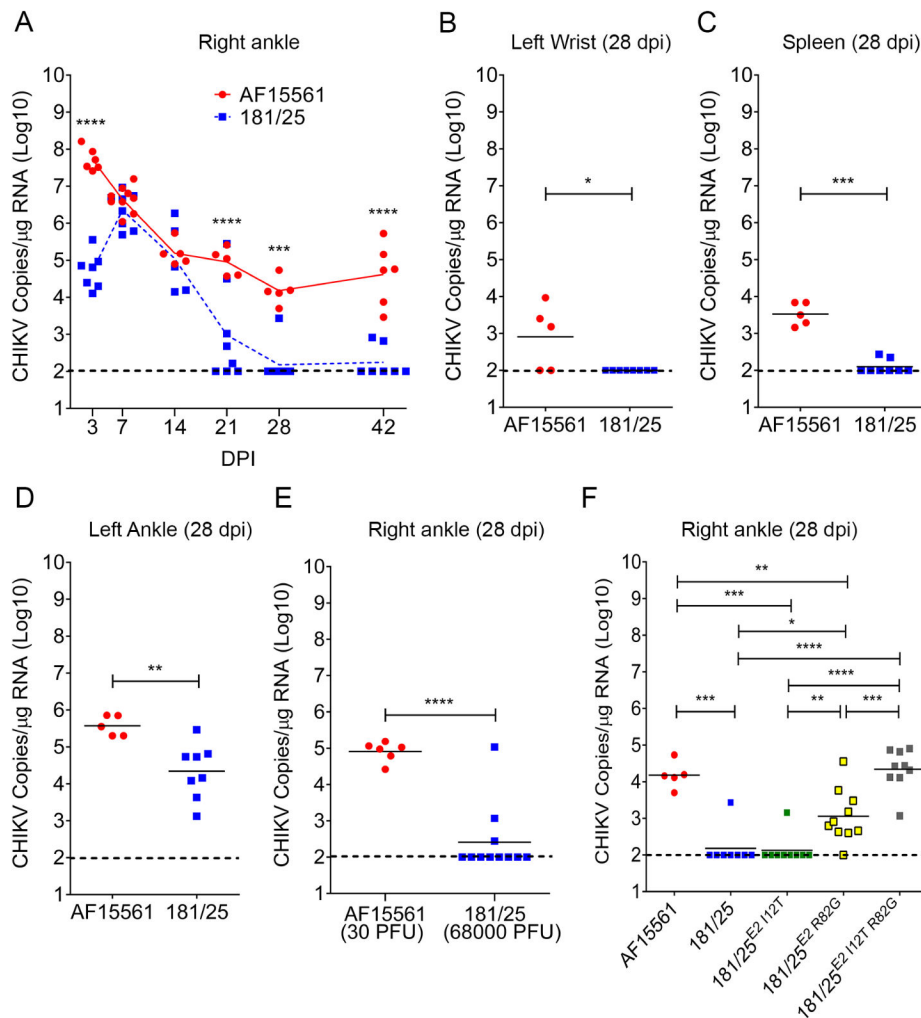 A
Right ankle
CHIKV Copies/µg RNA (Log10)
10
9
8
7
6
5
4
3
2
1
AF15561
181/25
****
****
***
****
3 7 14 21 28 42
DPI
B
Left Wrist (28 dpi)
CHIKV Copies/µg RNA (Log10)
10
9
8
7
6
5
4
3
2
1
*
AF15561 181/25
C
Spleen (28 dpi)
CHIKV Copies/µg RNA (Log10)
10
9
8
7
6
5
4
3
2
1
***
AF15561 181/25
D
Left Ankle (28 dpi)
CHIKV Copies/µg RNA (Log10)
10
9
8
7
6
5
4
3
2
1
**
AF15561 181/25
E
Right ankle (28 dpi)
CHIKV Copies/µg RNA (Log10)
10
9
8
7
6
5
4
3
2
1
****
AF15561 181/25
(30 PFU) (68000 PFU)
F
Right ankle (28 dpi)
CHIKV Copies/µg RNA (Log10)
10
9
8
7
6
5
4
3
2
1
**
***
*
****
****
*** ** ***
AF15561
181/25
181/25E2 I12T
181/25E2 R82G
181/25E2 I12T R82G